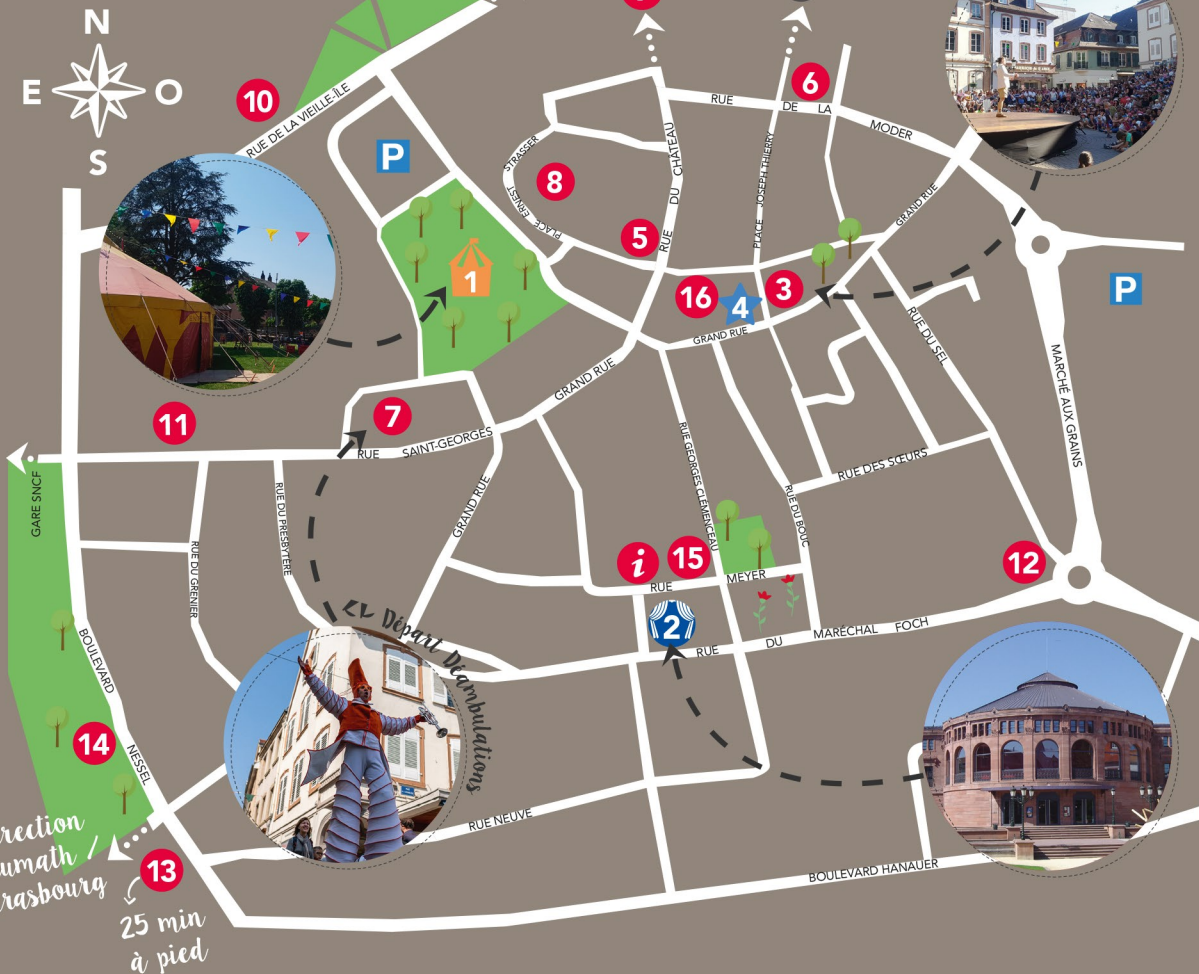 N
E
O
S
10
RUE DE LA VIEILLE-ÎLE
P
6
RUE DE LA MODER
STRASSER
PLACE ERNEST
8
RUE DU CHÂTEAU
PLACE JOSEPH THIERRY
GRAND RUE
5
1
16
4
3
GRAND RUE
P
RUE DU SEL
MARCHÉ AUX GRAINS
GRAND RUE
7
11
RUE SAINT-GEORGES
GARE SNCF
RUE DU PRESBYTÈRE
RUE DU GRENIER
GRAND RUE
RUE GEORGES CLEMENCEAU
RUE DU BOUC
RUE DES SŒURS
i
15
12
RUE MEYER
2
RUE DU MARÉCHAL FOCH
Départ Déambulations
BOULEVARD NESSEL
14
RUE NEUVE
BOULEVARD HANAUER
13
25 min
à pied